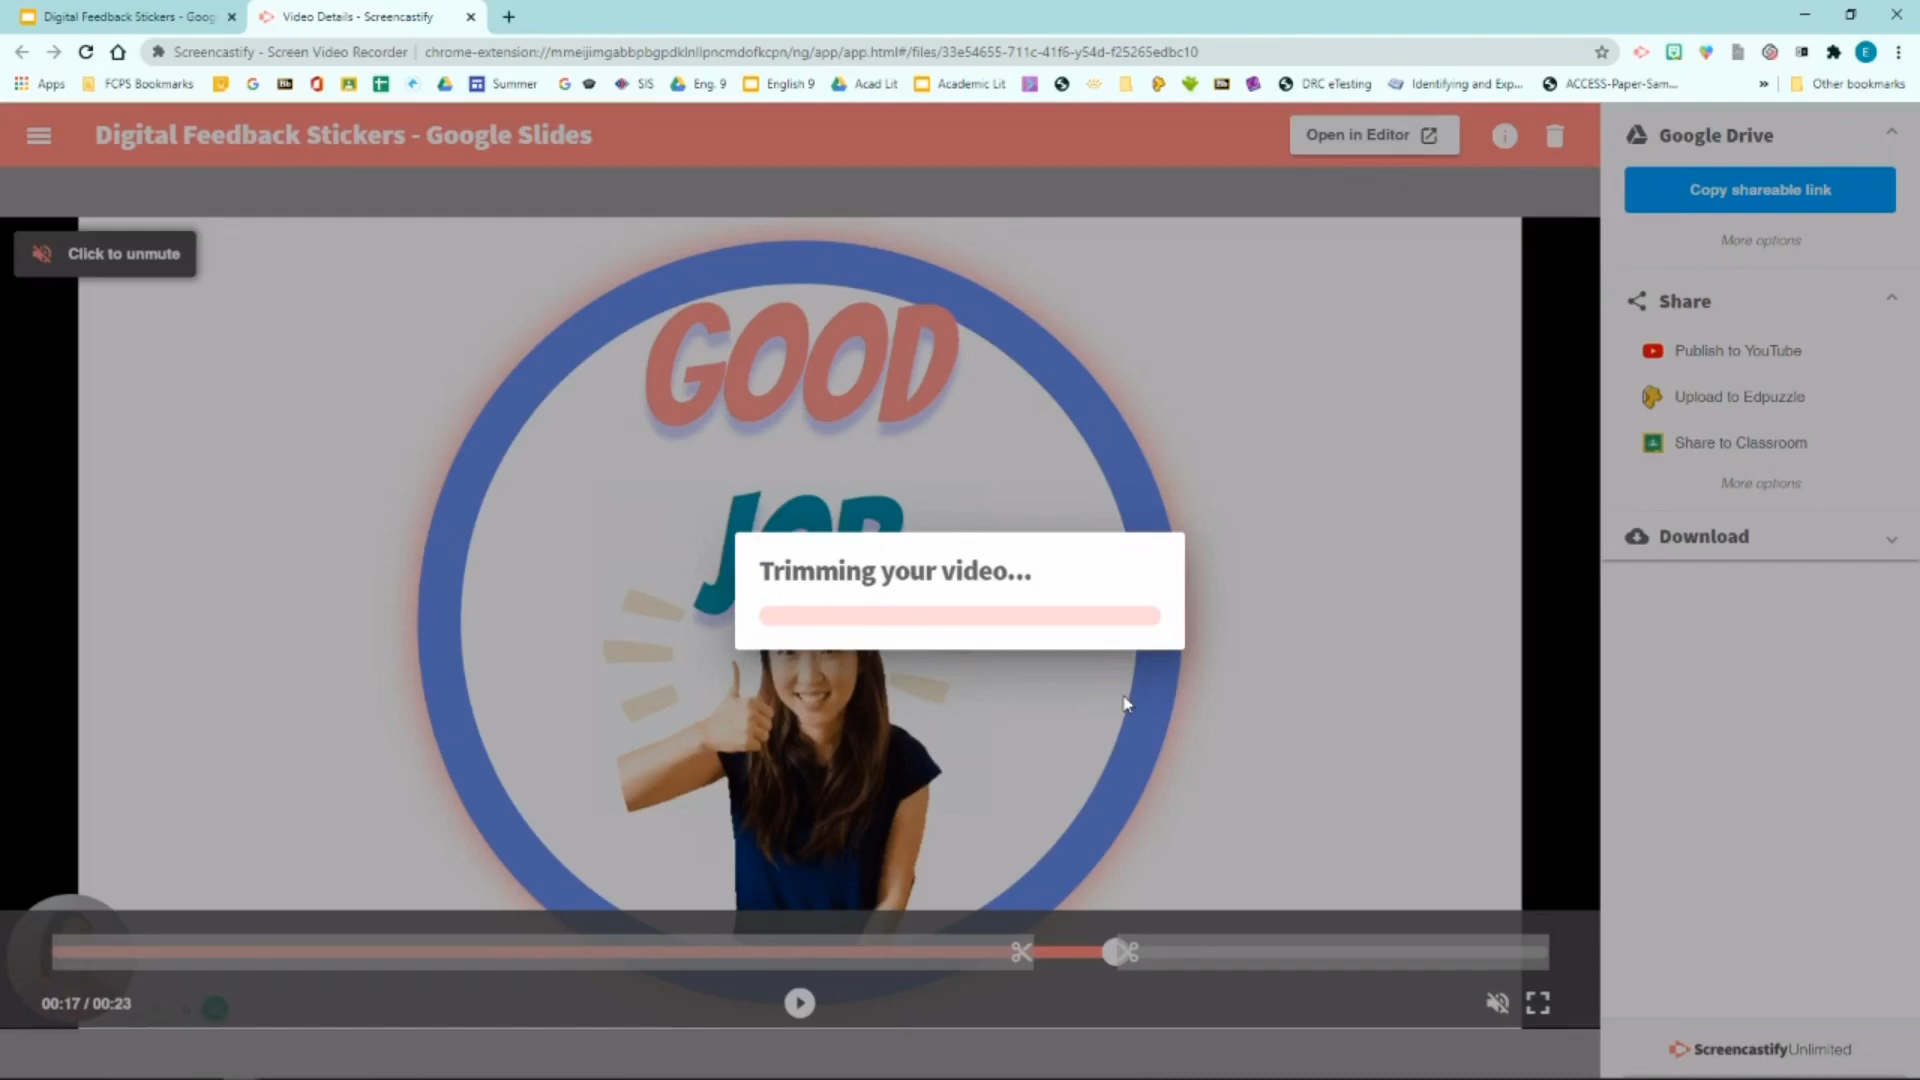 Digital Feedback Stickers - Goog
Video Details - Screencastify
Screencastify - Screen Video Recorder
chrome-extension://mmeijimgabbpbgpdklnllpncmdofkcpn/ng/app/app.html#/files/33e54655-711c-41f6-y54d-f25265edbc10
E
Apps
FCPS Bookmarks
G
Bb
Summer
G
SIS
Eng. 9
English 9
Acad Lit
Academic Lit
DRC eTesting
Identifying and Exp...
ACCESS-Paper-Sam...
»
Other bookmarks
Digital Feedback Stickers - Google Slides
Open in Editor
Google Drive
Copy shareable link
More options
Click to unmute
GOOD
Share
Publish to YouTube
Upload to Edpuzzle
Share to Classroom
More options
JOB
Download
Trimming your video...
00:17 / 00:23
ScreencastifyUnlimited